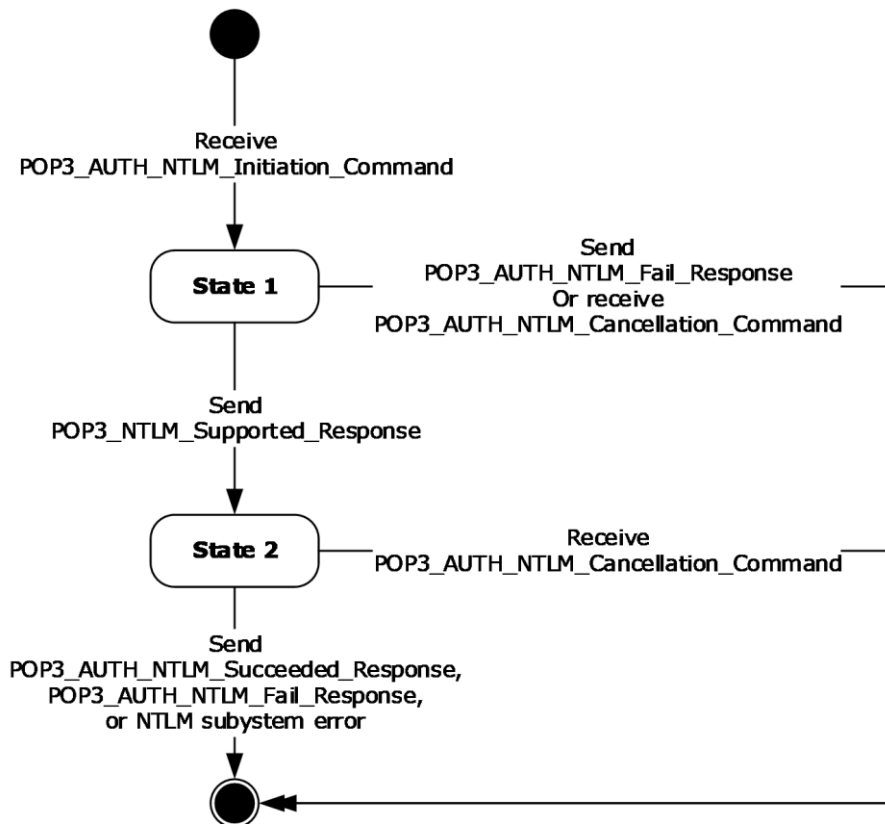 Receive
POP3_AUTH_NTLM_Initiation_Command
State 1
Send
POP3_AUTH_NTLM_Fail_Response
Or receive
POP3_AUTH_NTLM_Cancellation_Command
Send
POP3_NTLM_Supported_Response
State 2
Receive
POP3_AUTH_NTLM_Cancellation_Command
Send
POP3_AUTH_NTLM_Succeeded_Response,
POP3_AUTH_NTLM_Fail_Response,
or NTLM subystem error